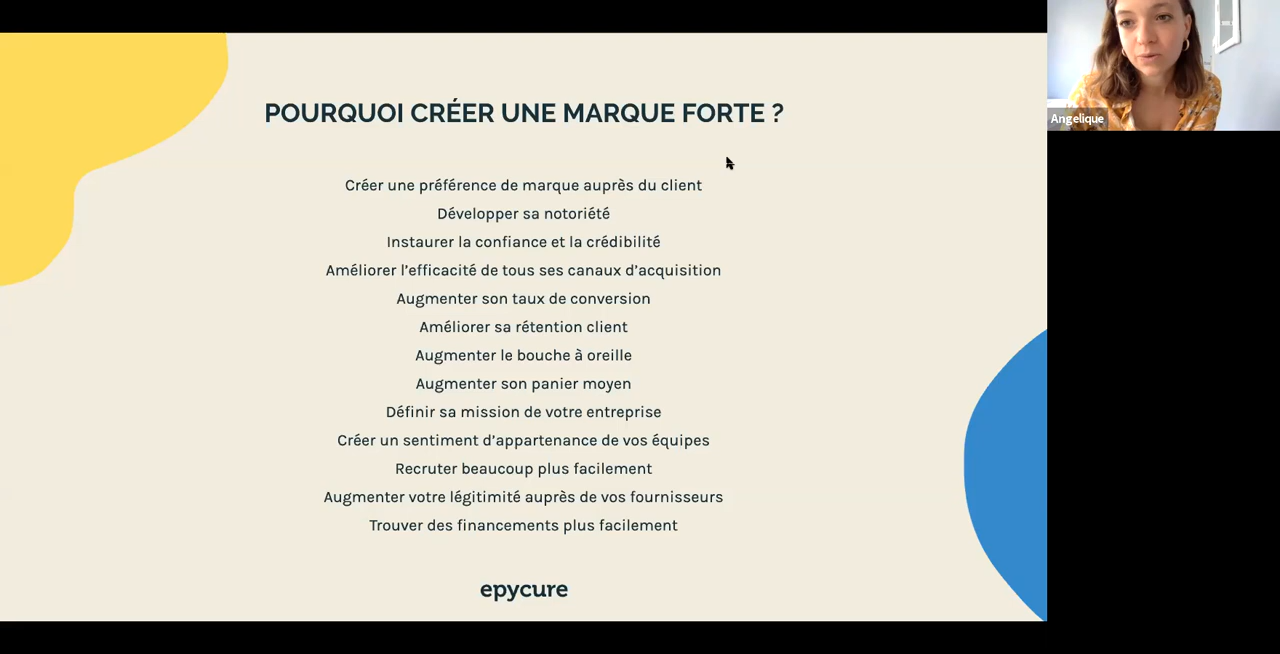 POURQUOI CRÉER UNE MARQUE FORTE ?
Créer une préférence de marque auprès du client
Développer sa notoriété
Instaurer la confiance et la crédibilité
Améliorer l’efficacité de tous ses canaux d’acquisition
Augmenter son taux de conversion
Améliorer sa rétention client
Augmenter le bouche à oreille
Augmenter son panier moyen
Définir sa mission de votre entreprise
Créer un sentiment d’appartenance de vos équipes
Recruter beaucoup plus facilement
Augmenter votre légitimité auprès de vos fournisseurs
Trouver des financements plus facilement
epycure
Angelique